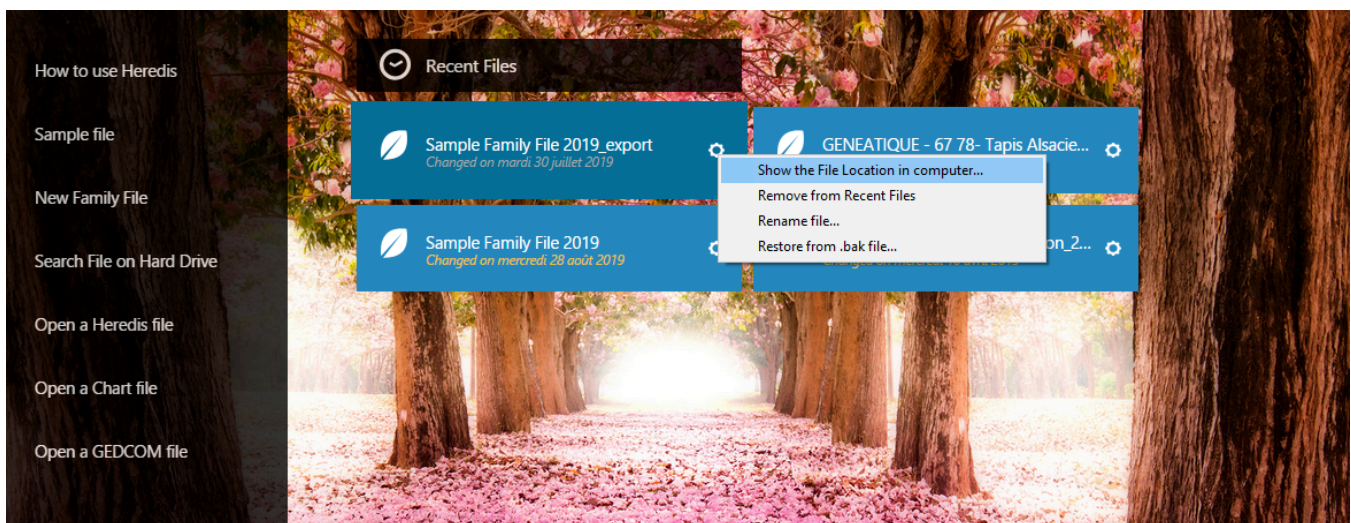 How to use Heredis
Sample file
New Family File
Search File on Hard Drive
Open a Heredis file
Open a Chart file
Open a GEDCOM file
Recent Files
Sample Family File 2019_export
Changed on mardi 30 juillet 2019
GENEATIQUE - 67 78- Tapis Alsacie...
Show the File Location in computer...
Remove from Recent Files
Rename file...
Restore from .bak file...
Sample Family File 2019
Changed on mercredi 28 août 2019